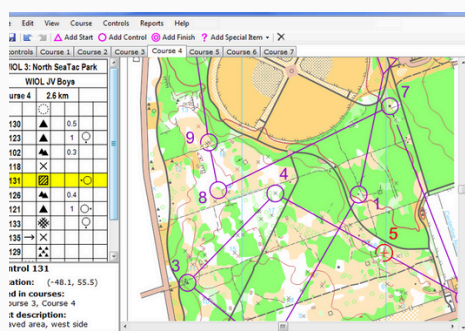 Edit View Course Controls Reports Help
Add Start Add Control Add Finish ? Add Special Item
ontrols Course 1 Course 2 Course 3 Course 4 Course 5 Course 6 Course 7
WIOL 3: North SeaTac Park
WIOL JV Boys
ourse 4 2.6 km
130 0.5
123 1
102 0.3
118
131
126 0.4
121 1
133
135
129
ntrol 131
ation: (-48.1, 55.5)
d in courses:
ourse 3, Course 4
t description:
aved area, west side
7
9
4
8
1
5
3